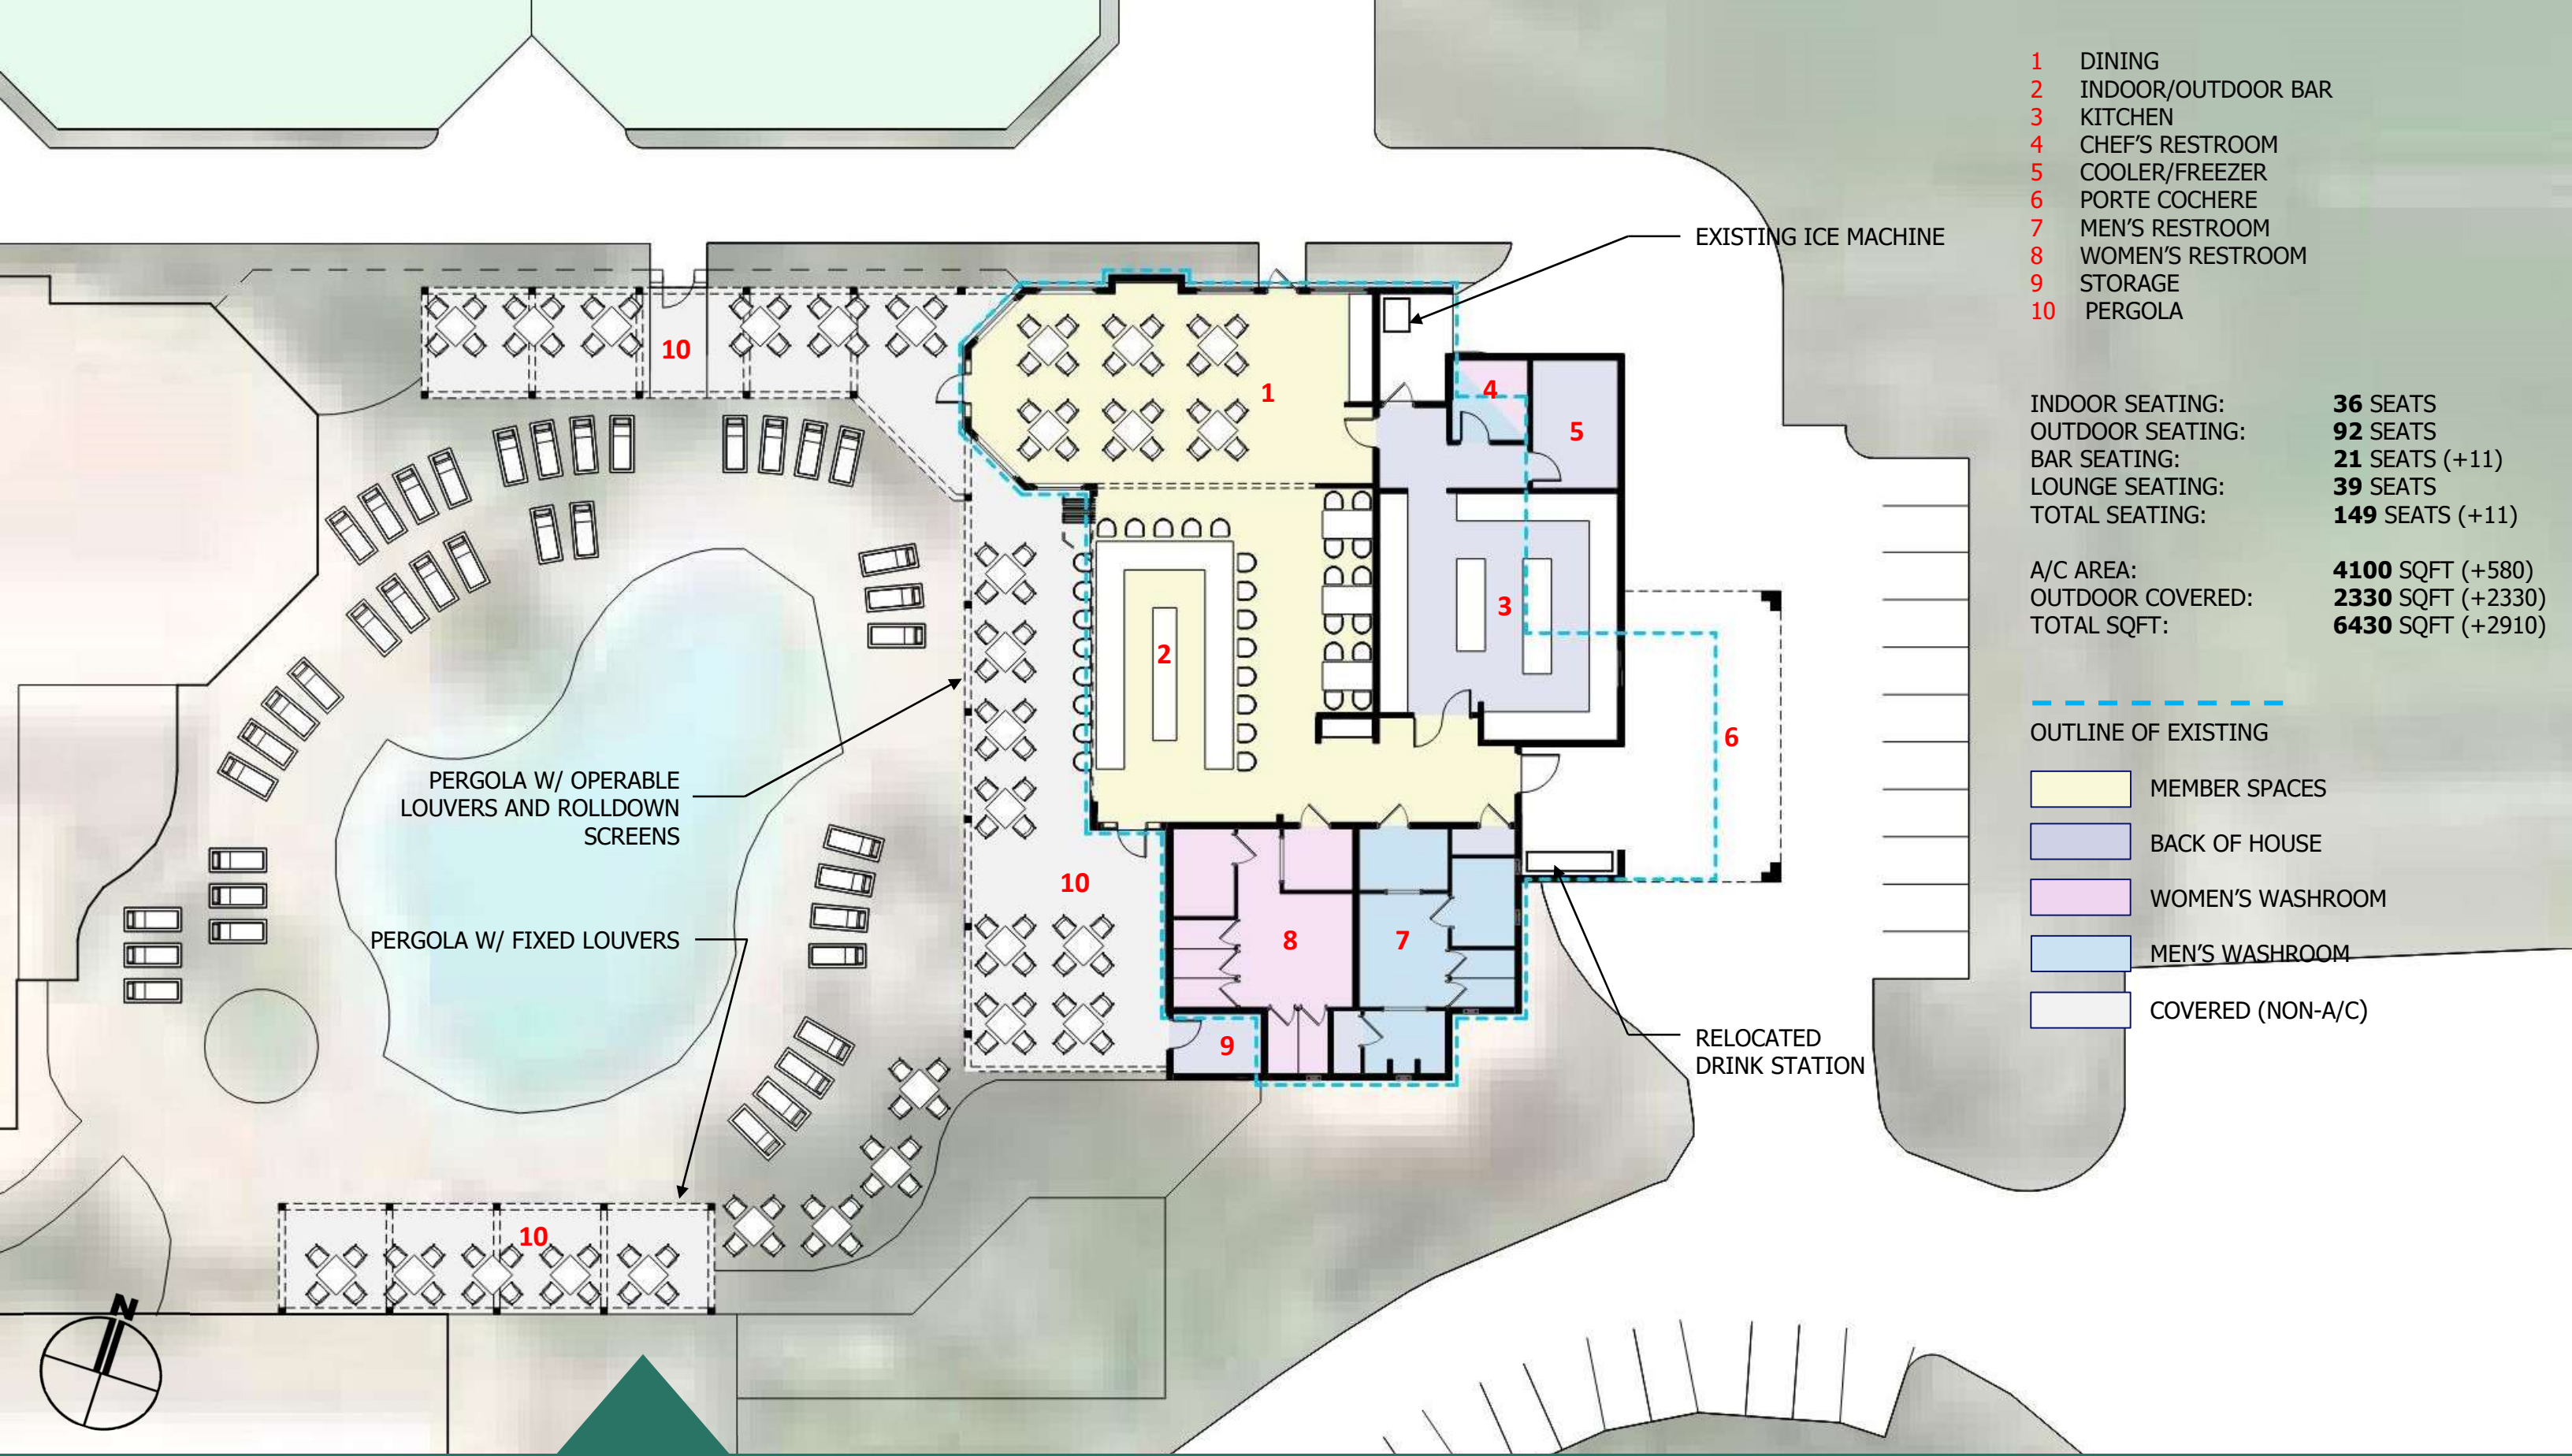 1 DINING
2 INDOOR/OUTDOOR BAR
3 KITCHEN
4 CHEF'S RESTROOM
5 COOLER/FREEZER
6 PORTE COCHERE
7 MEN'S RESTROOM
8 WOMEN'S RESTROOM
9 STORAGE
10 PERGOLA
INDOOR SEATING: 36 SEATS
OUTDOOR SEATING: 92 SEATS
BAR SEATING: 21 SEATS (+11)
LOUNGE SEATING: 39 SEATS
TOTAL SEATING: 149 SEATS (+11)
A/C AREA: 4100 SQFT (+580)
OUTDOOR COVERED: 2330 SQFT (+2330)
TOTAL SQFT: 6430 SQFT (+2910)
OUTLINE OF EXISTING
MEMBER SPACES
BACK OF HOUSE
WOMEN'S WASHROOM
MEN'S WASHROOM
COVERED (NON-A/C)
EXISTING ICE MACHINE
10
1
4
5
3
2
6
PERGOLA W/ OPERABLE
LOUVERS AND ROLLDOWN
SCREENS
10
PERGOLA W/ FIXED LOUVERS
8
7
9
RELOCATED
DRINK STATION
10
N